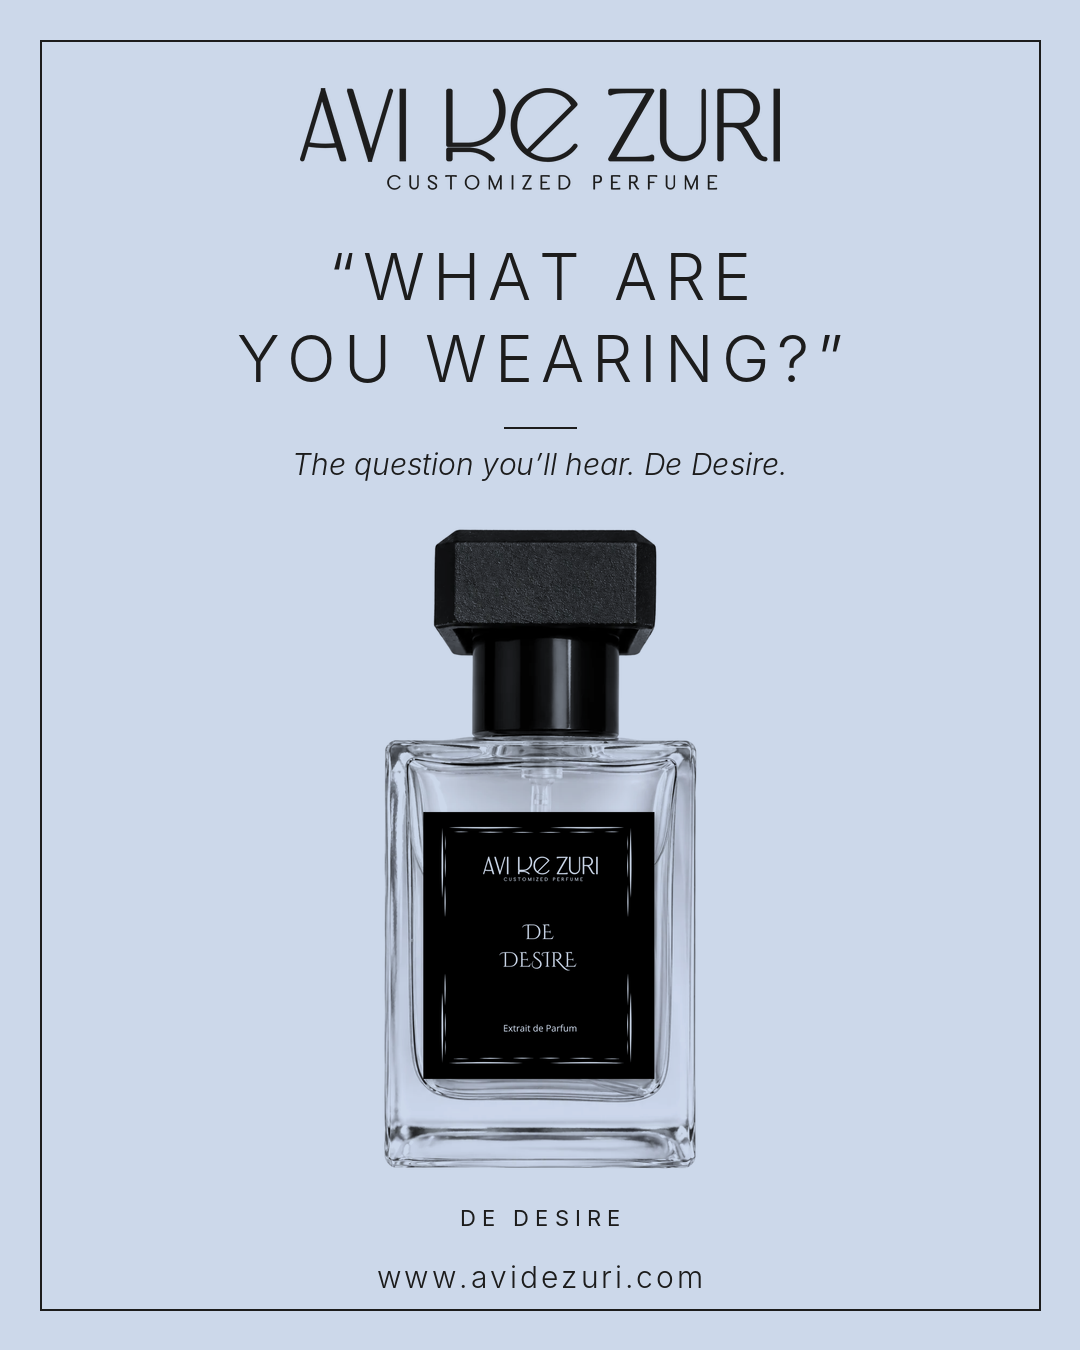 AVI Ke ZURI
CUSTOMIZED PERFUME
“WHAT ARE
YOU WEARING?”
The question you’ll hear. De Desire.
AVI Ke ZURI
CUSTOMIZED PERFUME
DE
DESIRE
Extrait de Parfum
DE DESIRE
www.avidezuri.com